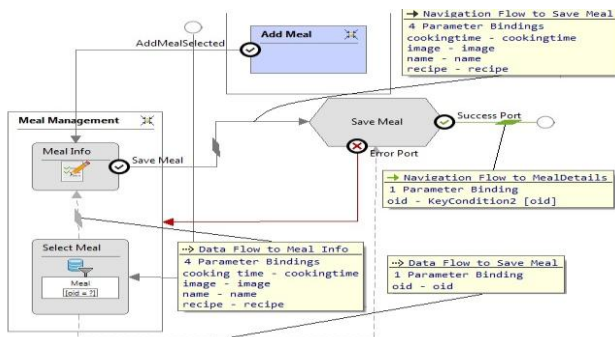 Navigation Flow to Save Meal
4 Parameter Bindings
cookingtime - cookingtime
image - image
name - name
recipe - recipe
Add Meal
AddMealSelected
Meal Management
Meal Info
Save Meal
Save Meal
Success Port
Error Port
Navigation Flow to MealDetails
1 Parameter Binding
oid - KeyCondition2 [oid]
Select Meal
Meal
[oid = ?]
Data Flow to Meal Info
4 Parameter Bindings
cooking time - cookingtime
image - image
name - name
recipe - recipe
Data Flow to Save Meal
1 Parameter Binding
oid - oid